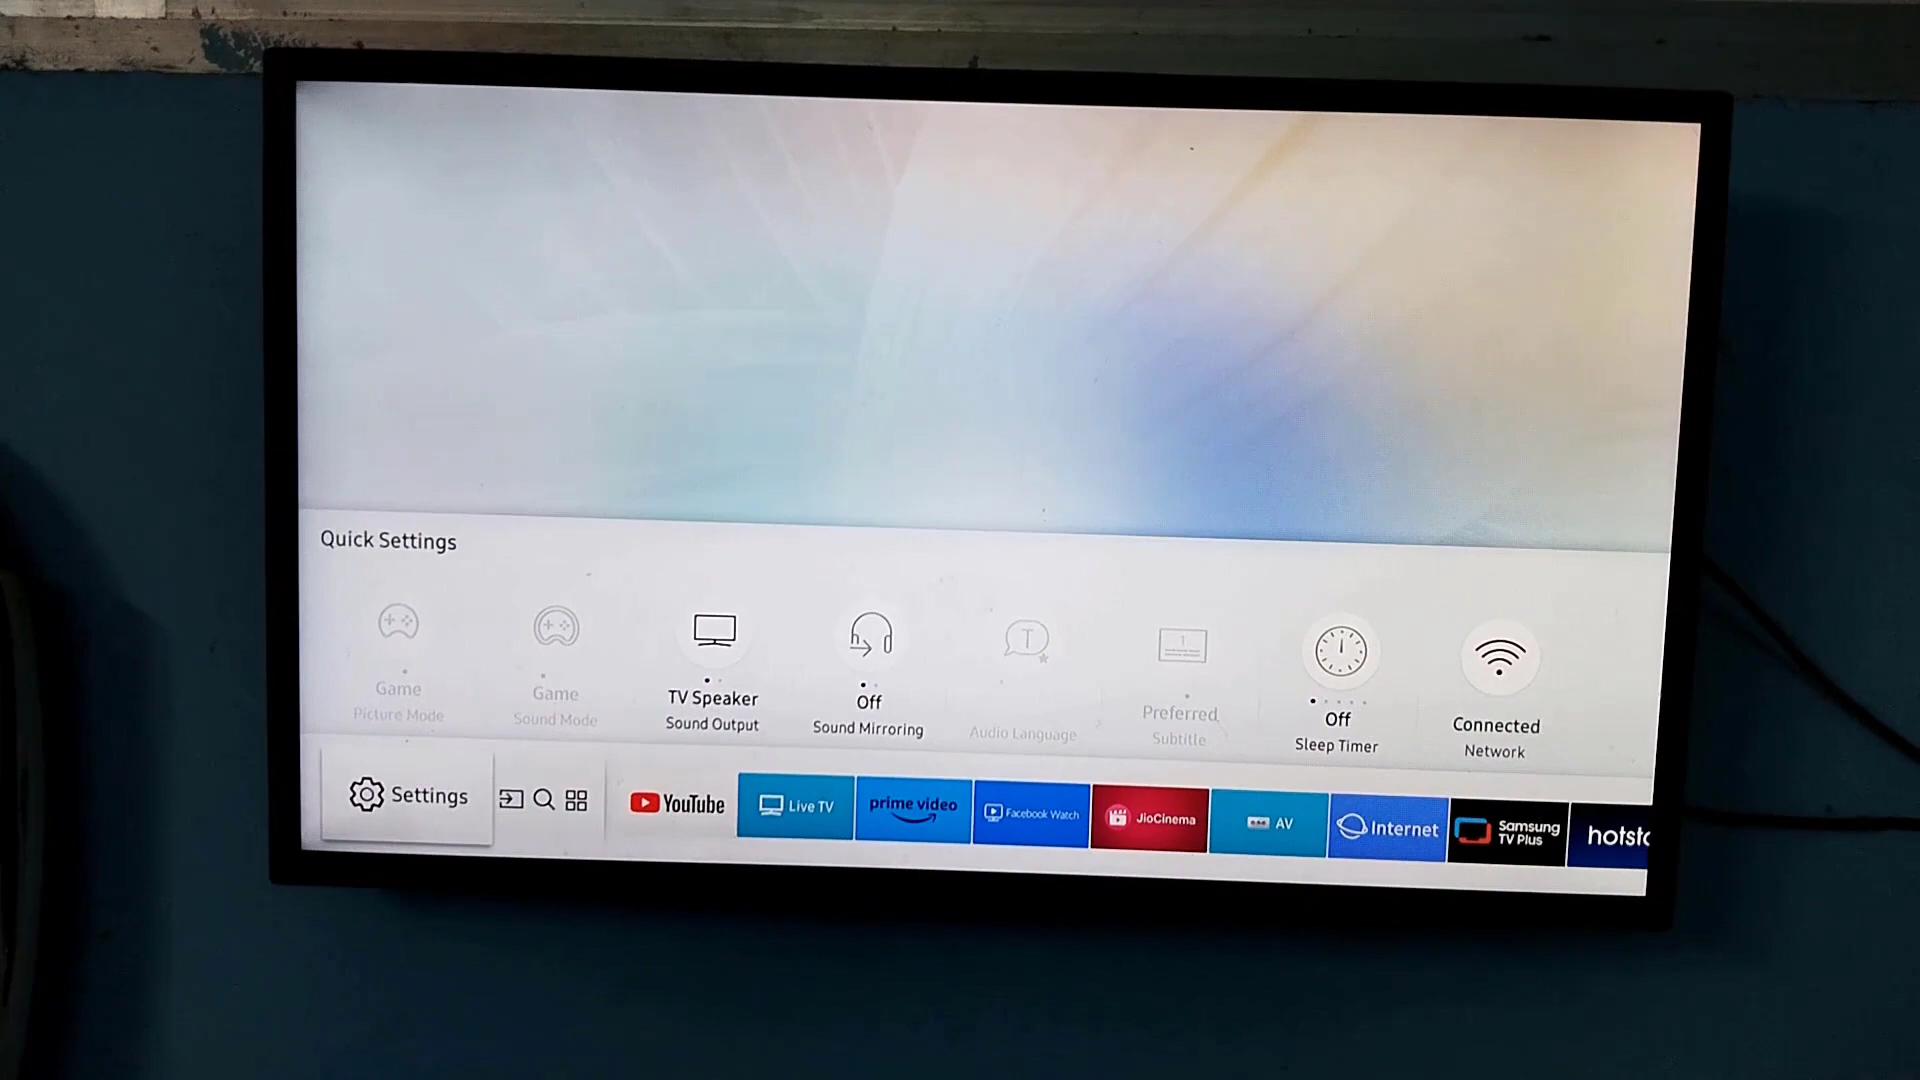 Quick Settings
Game
Picture Mode
Game
Sound Mode
TV Speaker
Sound Output
Off
Sound Mirroring
Audio Language
Preferred
Subtitle
Off
Sleep Timer
Connected
Network
Settings
YouTube
Live TV
prime video
Facebook Watch
JioCinema
AV
Internet
Samsung
TV Plus
hotsta